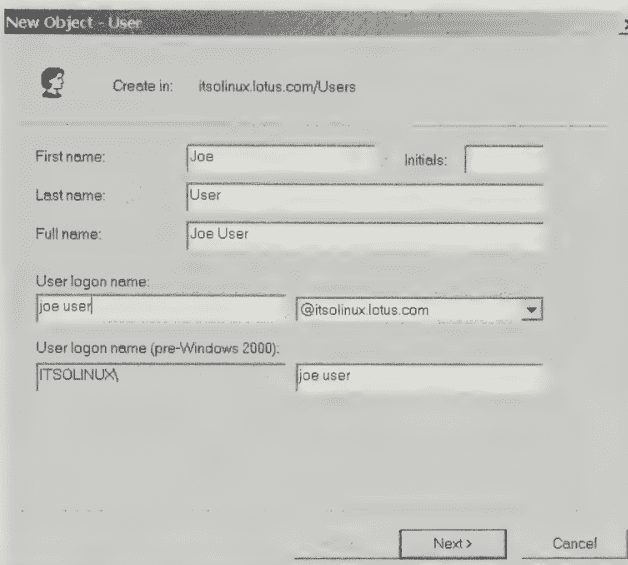 New Object - User
Create in: itsolinux.lotus.com/Users
First name: Joe Initials:
Last name: User
Full name: Joe User
User logon name:
joe user @itsolinux.lotus.com
User logon name (pre-Windows 2000):
ITSOLINUX\ joe user
Next > Cancel